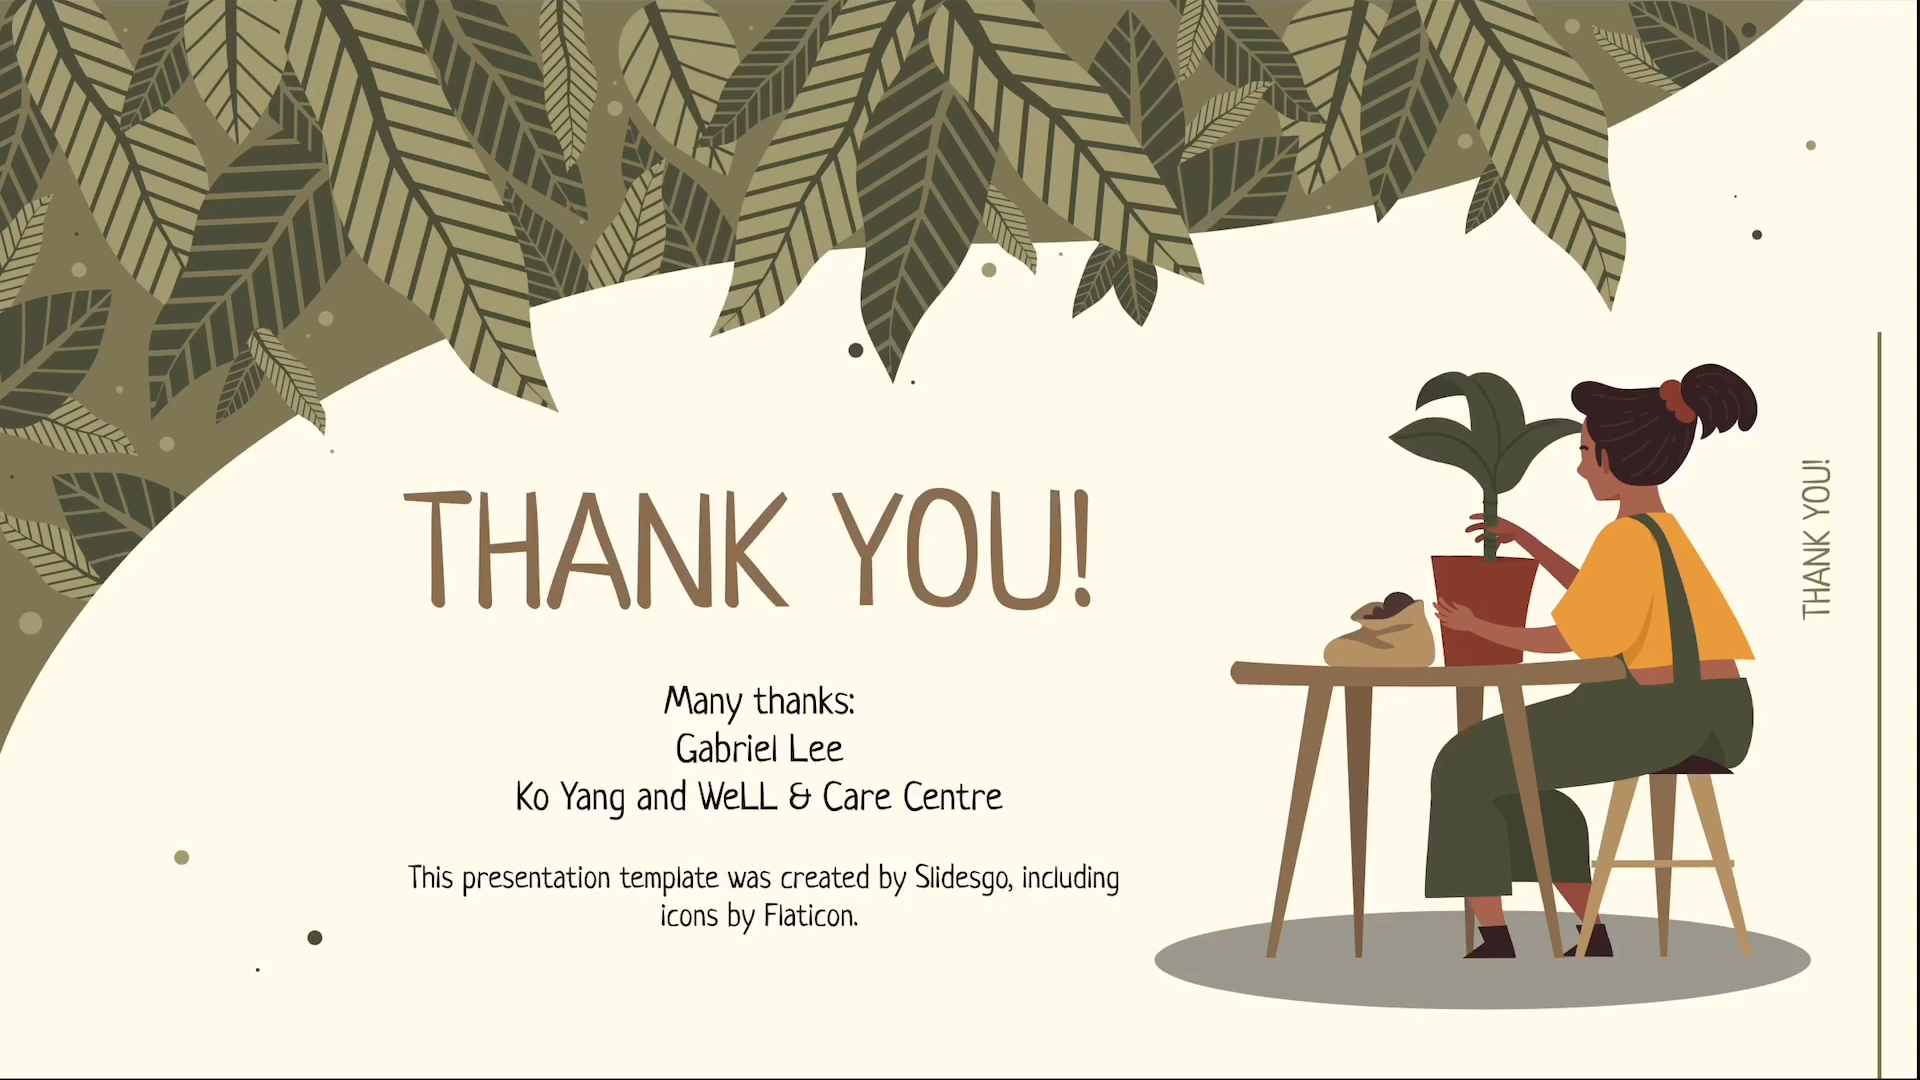 THANK YOU!
Many thanks:
Gabriel Lee
Ko Yang and WeLL & Care Centre
This presentation template was created by Slidesgo, including
icons by Flaticon.
THANK YOU!